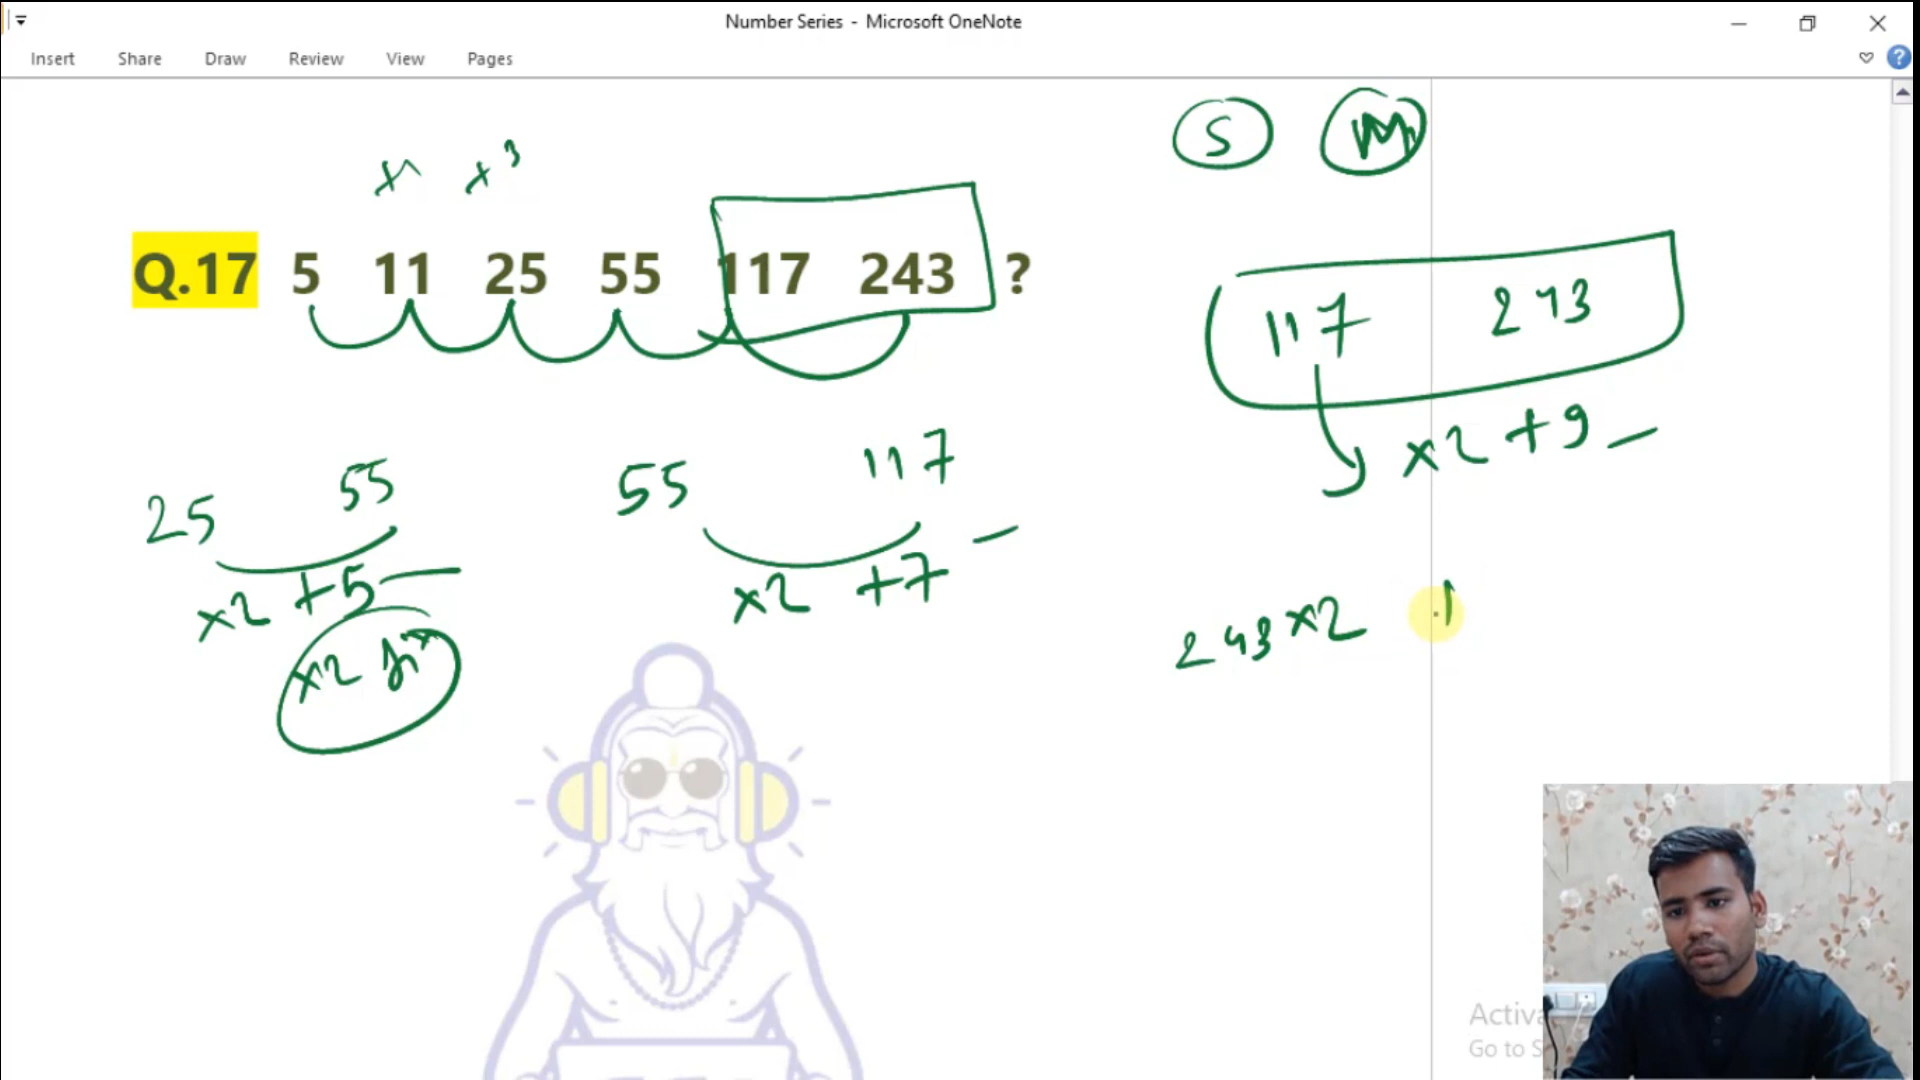 Number Series - Microsoft OneNote
Insert Share Draw Review View Pages
S M
+3
Q.17 5 11 25 55 117 243 ?
117 243
×2 +9
25 55
×2 +5
×2
55 117
×2 +7
243 ×2
Activa
Go to S